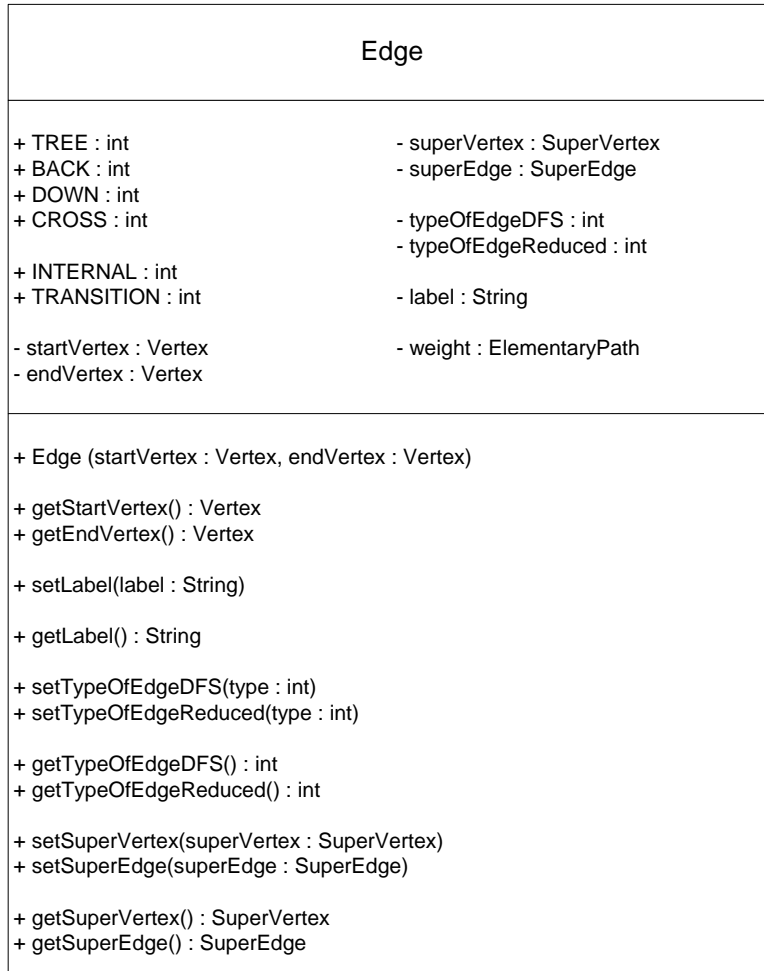 Edge
+ TREE : int
+ BACK : int
+ DOWN : int
+ CROSS : int
+ INTERNAL : int
+ TRANSITION : int
- startVertex : Vertex
- endVertex : Vertex
- superVertex : SuperVertex
- superEdge : SuperEdge
- typeOfEdgeDFS : int
- typeOfEdgeReduced : int
- label : String
- weight : ElementaryPath
+ Edge (startVertex : Vertex, endVertex : Vertex)
+ getStartVertex() : Vertex
+ getEndVertex() : Vertex
+ setLabel(label : String)
+ getLabel() : String
+ setTypeOfEdgeDFS(type : int)
+ setTypeOfEdgeReduced(type : int)
+ getTypeOfEdgeDFS() : int
+ getTypeOfEdgeReduced() : int
+ setSuperVertex(superVertex : SuperVertex)
+ setSuperEdge(superEdge : SuperEdge)
+ getSuperVertex() : SuperVertex
+ getSuperEdge() : SuperEdge